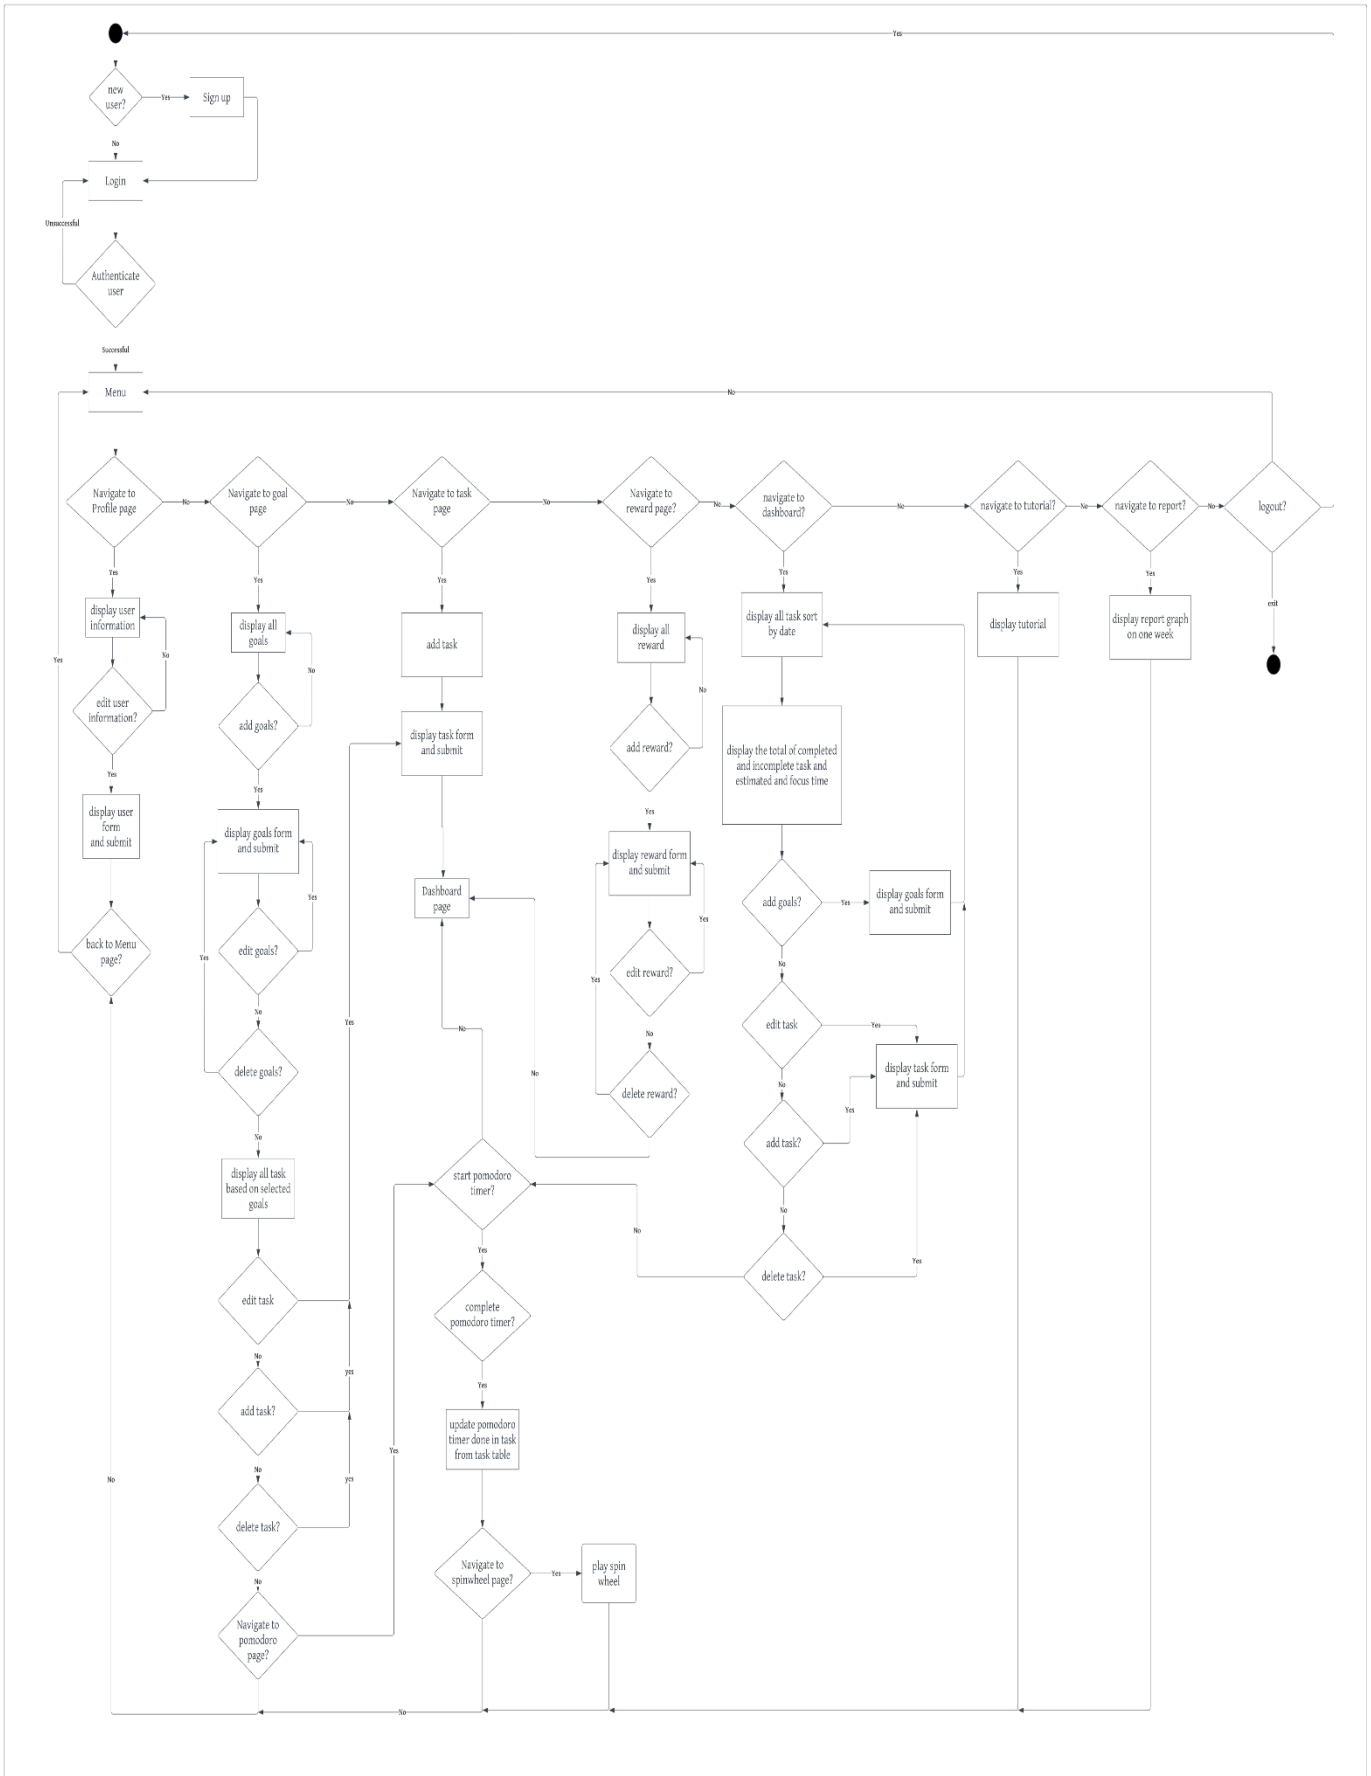 Yes
new
user?
Yes
Sign up
No
Login
Unsuccessful
Authenticate
user
Successful
Menu
No
Navigate to
Profile page
No
Navigate to goal
page
No
Navigate to task
page
No
Navigate to
reward page?
No
navigate to
dashboard?
No
navigate to tutorial?
No
navigate to report?
No
logout?
Yes
display user
information
No
Yes
edit user
information?
Yes
display user
form
and submit
back to Menu
page?
No
Yes
display all
goals
No
add goals?
Yes
display goals form
and submit
Yes
edit goals?
Yes
No
delete goals?
No
display all task
based on selected
goals
edit task
Yes
No
add task?
yes
No
delete task?
yes
No
Navigate to
pomodoro
page?
Yes
No
Yes
add task
display task form
and submit
Dashboard
page
No
start pomodoro
timer?
Yes
complete
pomodoro timer?
Yes
update pomodoro
timer done in task
from task table
Navigate to
spinwheel page?
Yes
play spin
wheel
Yes
display all
reward
No
add reward?
Yes
display reward form
and submit
Yes
edit reward?
Yes
No
delete reward?
No
Yes
display all task sort
by date
display the total of completed
and incomplete task and
estimated and focus time
add goals?
Yes
display goals form
and submit
No
edit task
Yes
display task form
and submit
No
add task?
Yes
No
delete task?
Yes
No
Yes
display tutorial
Yes
display report graph
on one week
exit